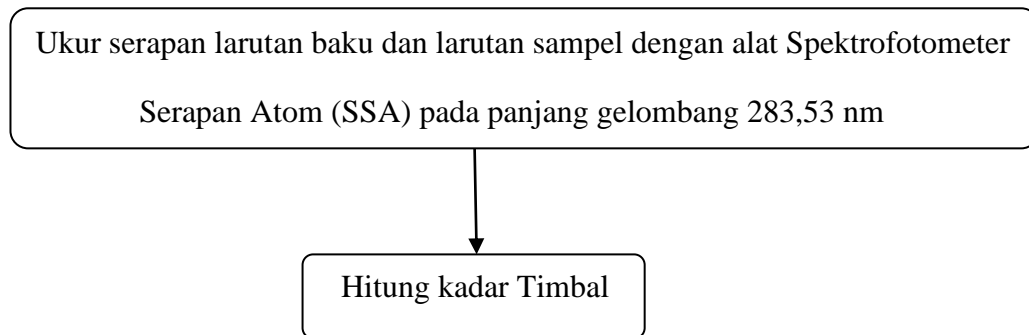 Ukur serapan larutan baku dan larutan sampel dengan alat Spektrofotometer
Serapan Atom (SSA) pada panjang gelombang 283,53 nm
Hitung kadar Timbal